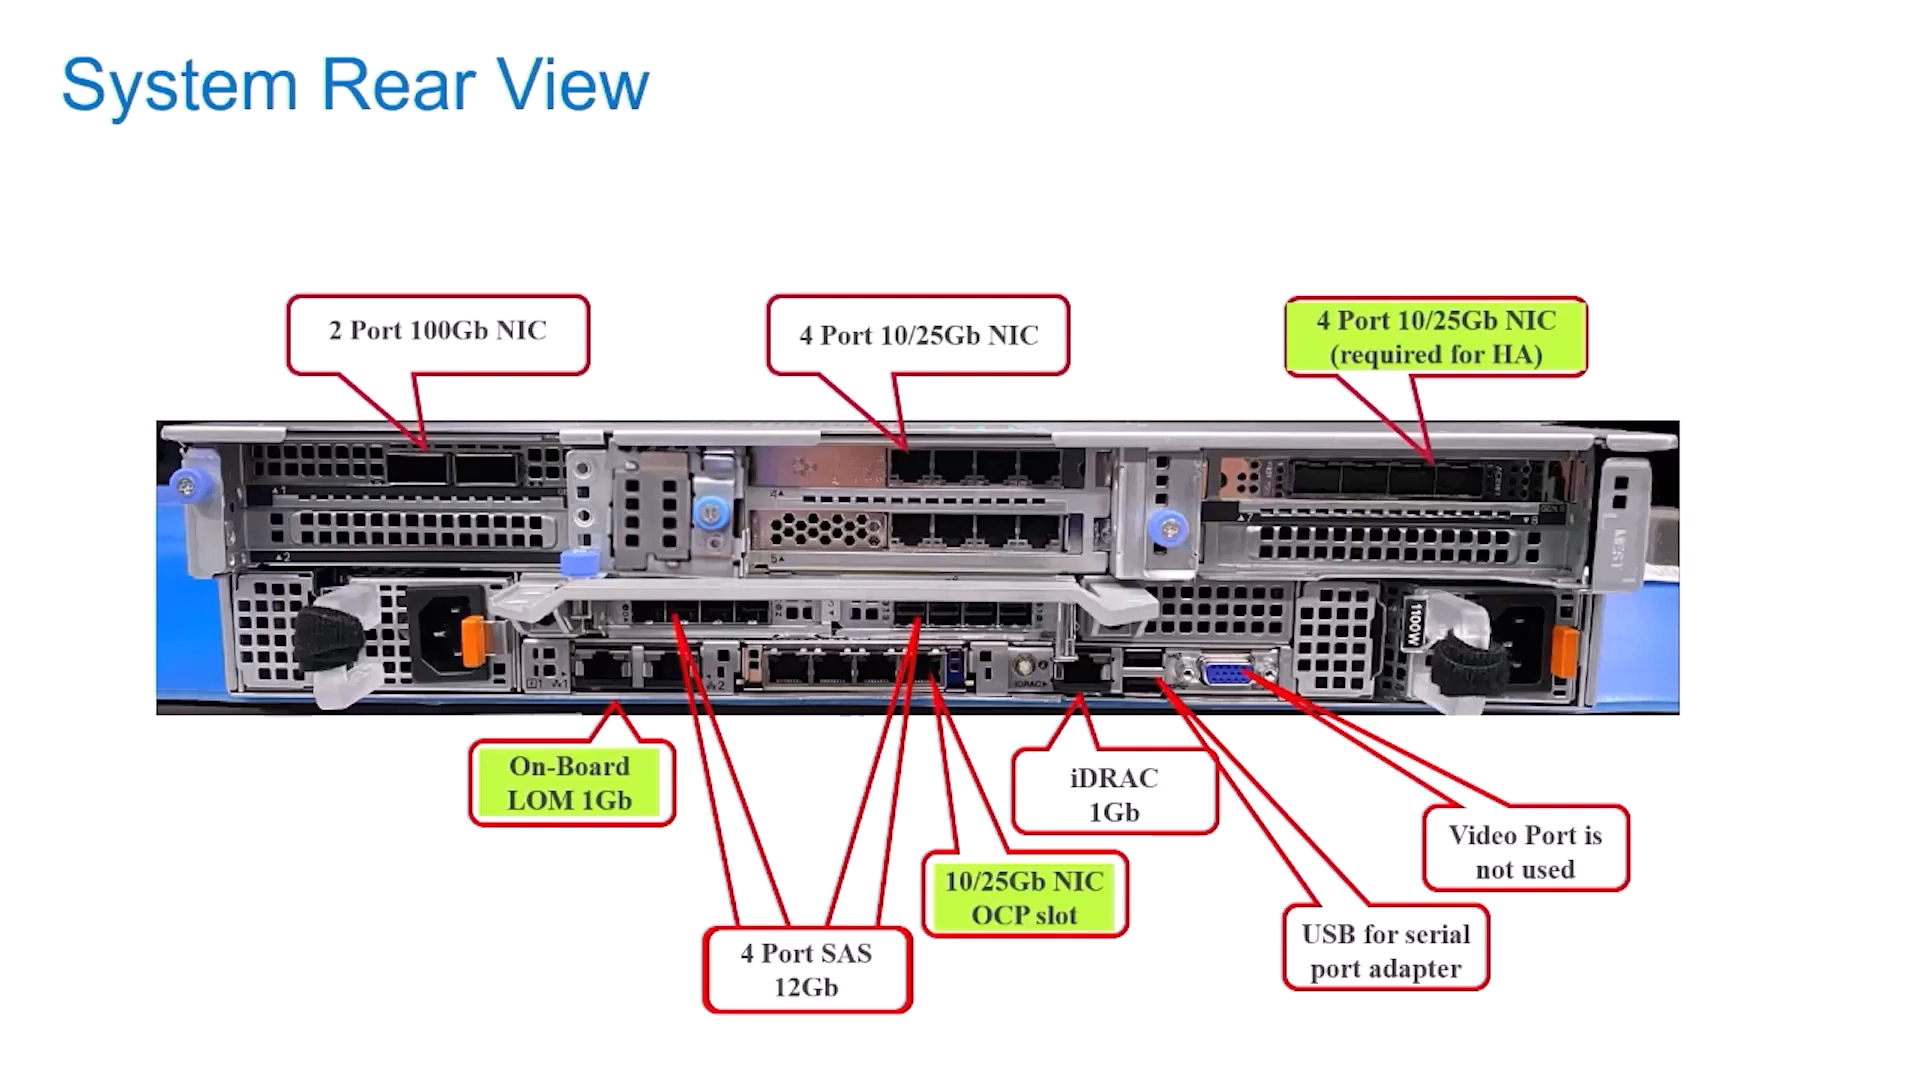 System Rear View
2 Port 100Gb NIC
4 Port 10/25Gb NIC
4 Port 10/25Gb NIC
(required for HA)
1100W
iDRAC
On-Board
LOM 1Gb
iDRAC
1Gb
10/25Gb NIC
OCP slot
Video Port is
not used
4 Port SAS
12Gb
USB for serial
port adapter